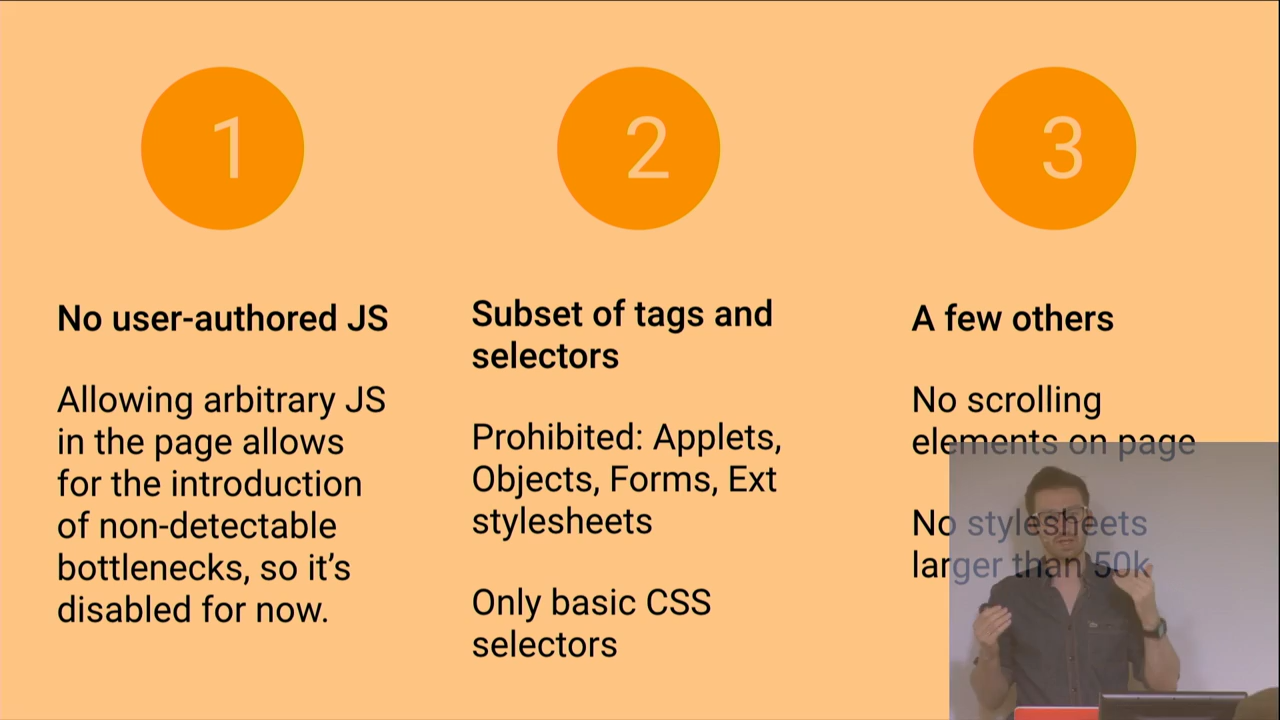 1
No user-authored JS
Allowing arbitrary JS
in the page allows
for the introduction
of non-detectable
bottlenecks, so it’s
disabled for now.
2
Subset of tags and
selectors
Prohibited: Applets,
Objects, Forms, Ext
stylesheets
Only basic CSS
selectors
3
A few others
No scrolling
elements on page
No stylesheets
larger than 50k